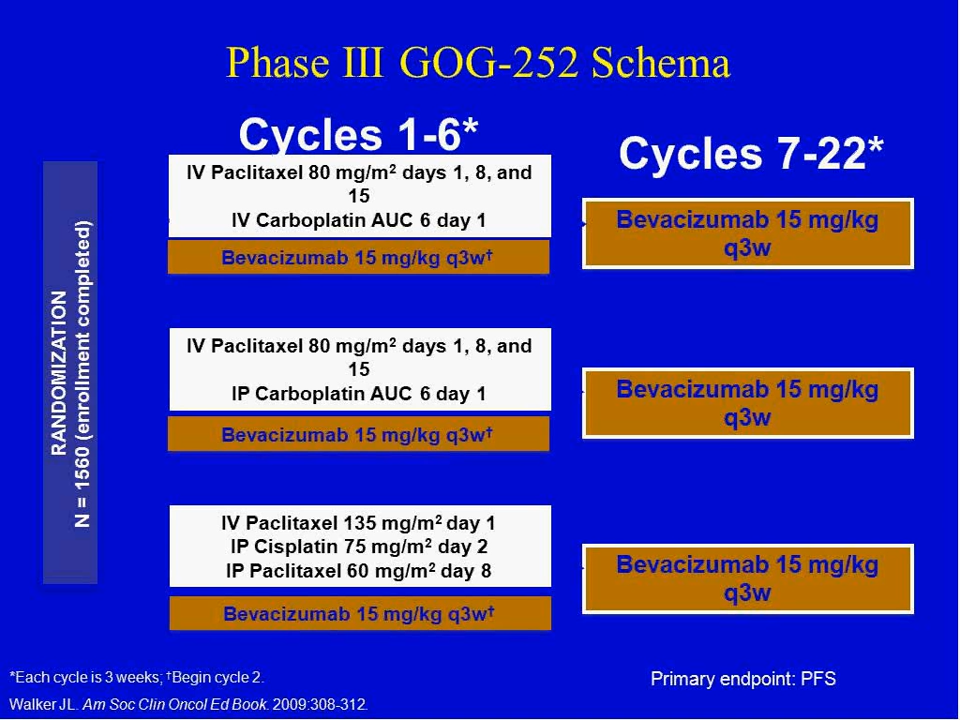 Phase III GOG-252 Schema
Cycles 1-6*
Cycles 7-22*
RANDOMIZATION
N = 1560 (enrollment completed)
IV Paclitaxel 80 mg/m² days 1, 8, and
15
IV Carboplatin AUC 6 day 1
Bevacizumab 15 mg/kg q3w†
Bevacizumab 15 mg/kg
q3w
IV Paclitaxel 80 mg/m² days 1, 8, and
15
IP Carboplatin AUC 6 day 1
Bevacizumab 15 mg/kg q3w†
Bevacizumab 15 mg/kg
q3w
IV Paclitaxel 135 mg/m² day 1
IP Cisplatin 75 mg/m² day 2
IP Paclitaxel 60 mg/m² day 8
Bevacizumab 15 mg/kg q3w†
Bevacizumab 15 mg/kg
q3w
*Each cycle is 3 weeks; †Begin cycle 2.
Primary endpoint: PFS
Walker JL. Am Soc Clin Oncol Ed Book. 2009:308-312.